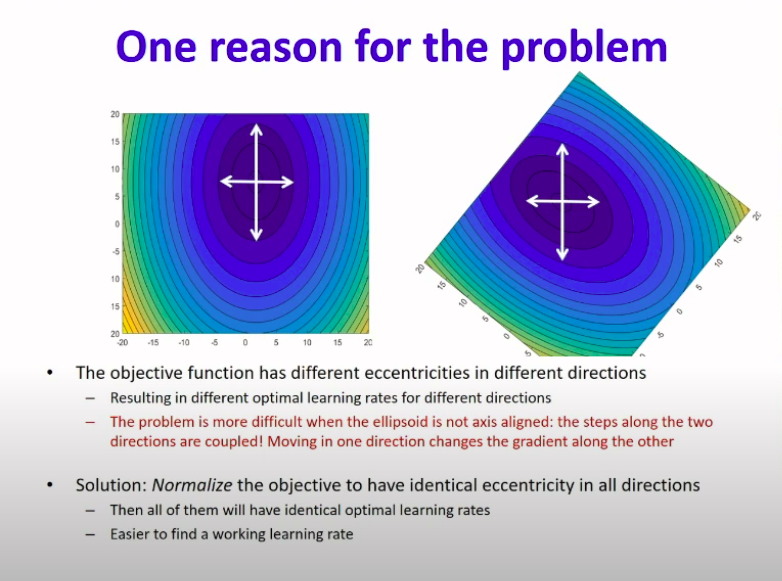 One reason for the problem
20
15
10
5
0
-5
10
15
20
-20 -15 -10 -5 0 5 10 15 20
20
15
10
5
0
5
20
15
10
5
0
-5
• The objective function has different eccentricities in different directions
– Resulting in different optimal learning rates for different directions
– The problem is more difficult when the ellipsoid is not axis aligned: the steps along the two
directions are coupled! Moving in one direction changes the gradient along the other
• Solution: Normalize the objective to have identical eccentricity in all directions
– Then all of them will have identical optimal learning rates
– Easier to find a working learning rate